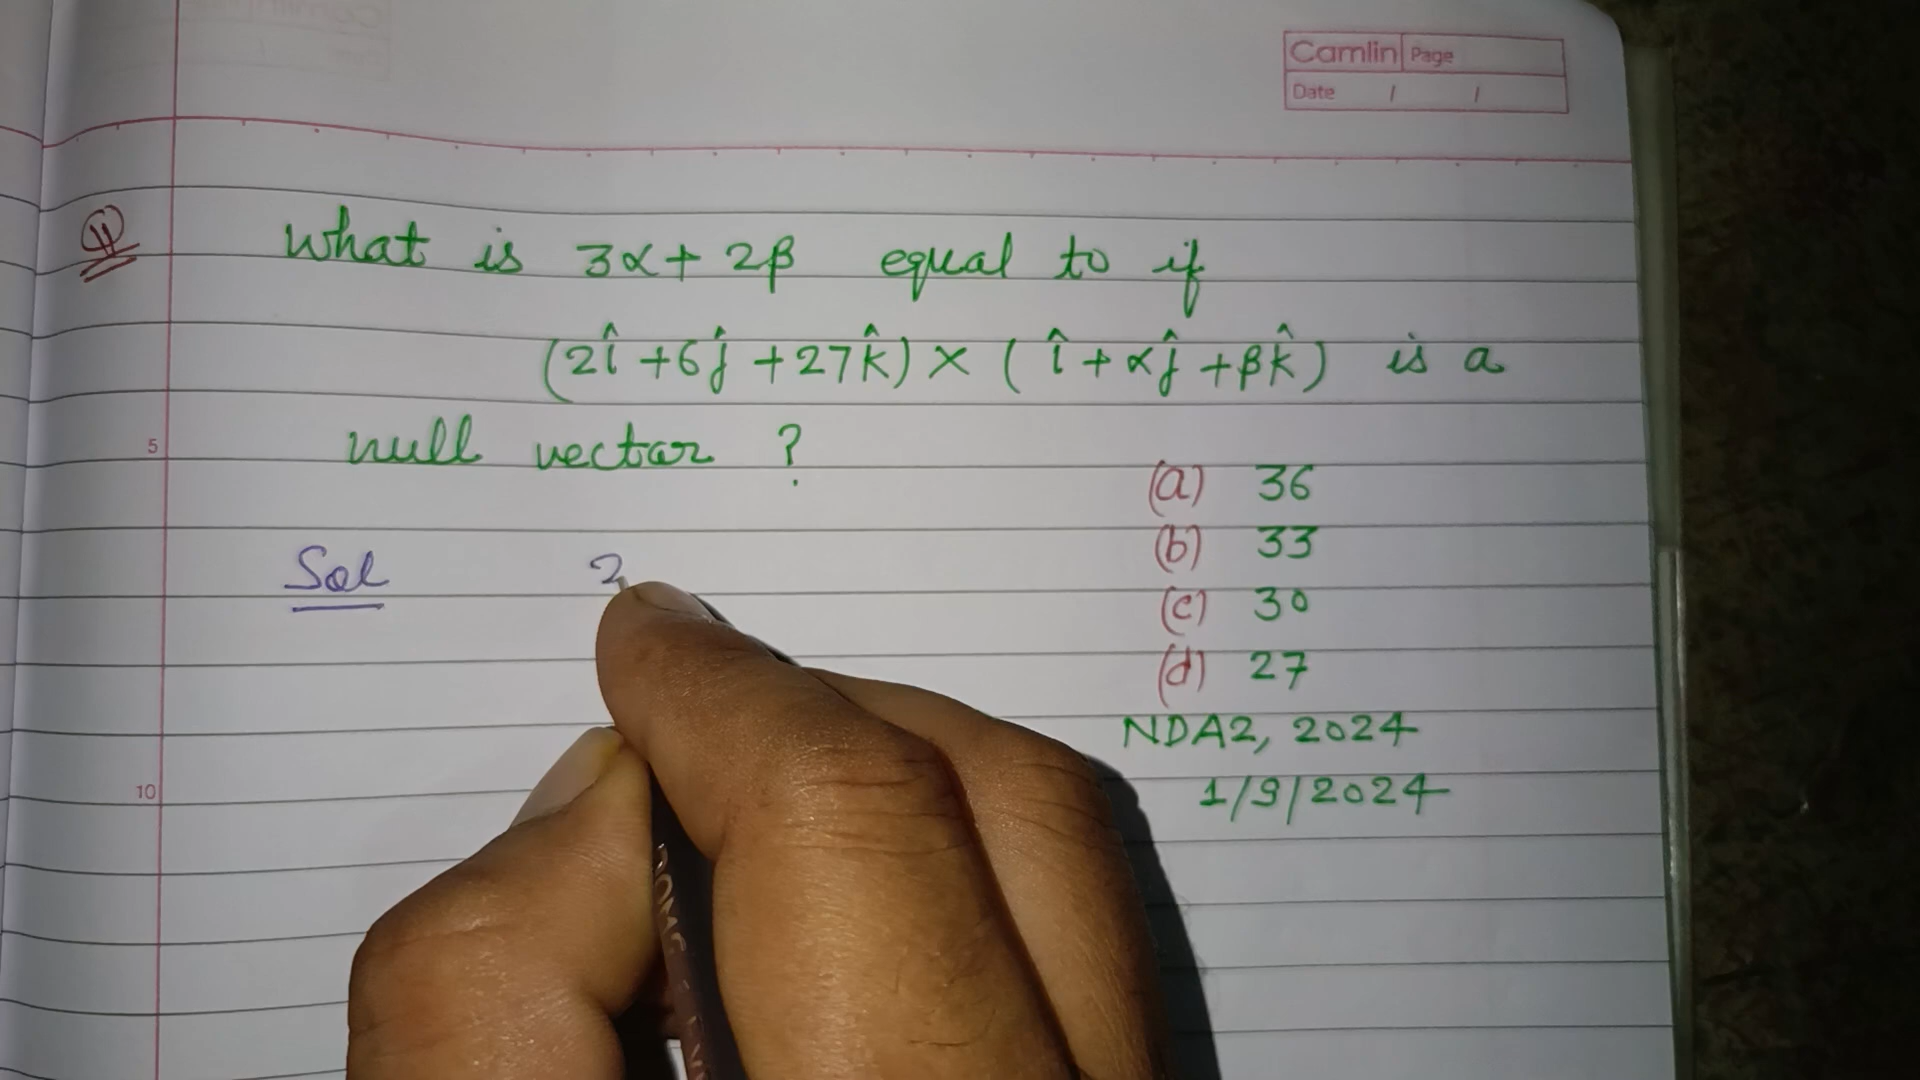 Camlin Page
Date / /
Q
What is 3α + 2β equal to if
(2î + 6ĵ + 27k̂) × (î + αĵ + βk̂) is a
null vector ?
5
(a) 36
(b) 33
Sol 2
(c) 30
(d) 27
NDA2, 2024
10
1/9/2024